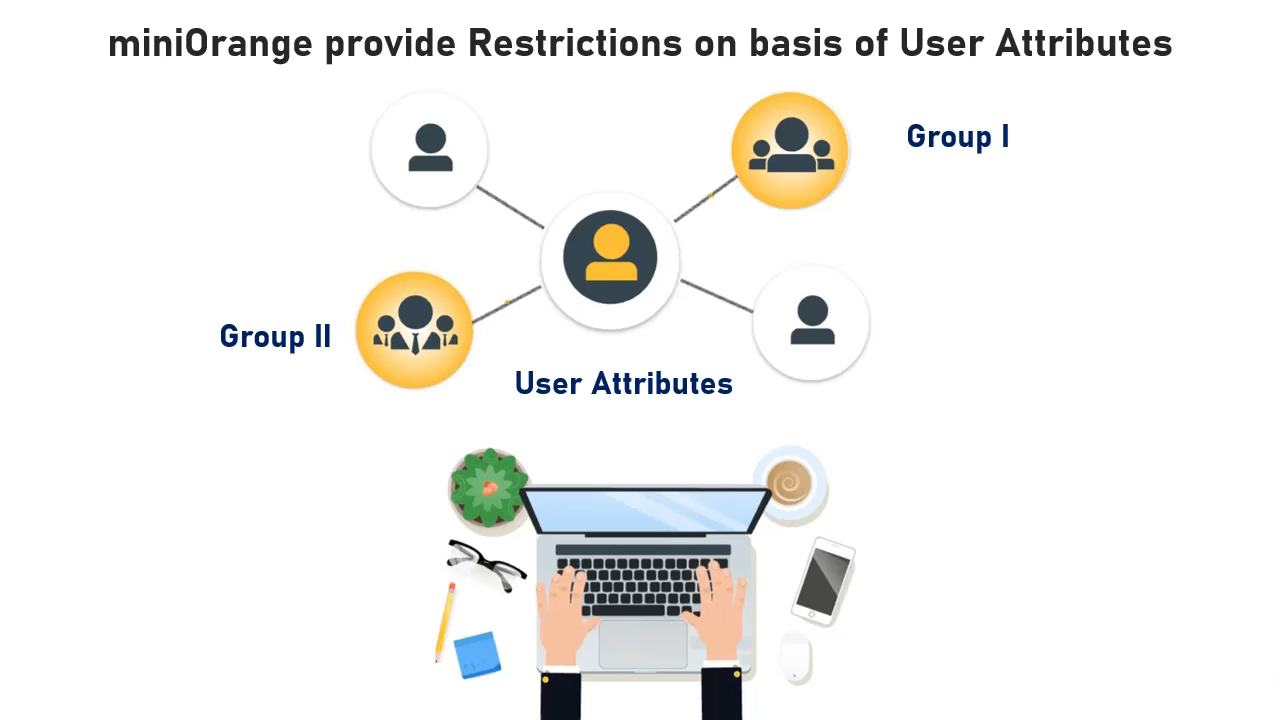 miniOrange provide Restrictions on basis of User Attributes
Group I
Group II
User Attributes